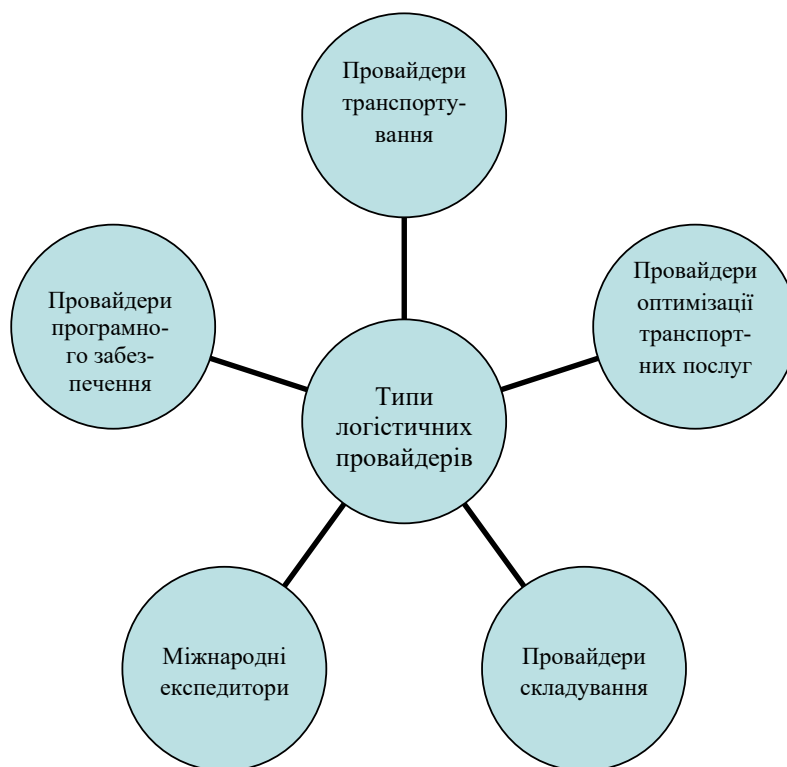 Провайдери
транспорту-
вання
Провайдери
оптимізації
транспорт-
них послуг
Провайдери
програмно-
го забез-
печення
Типи
логістичних
провайдерів
Міжнародні
експедитори
Провайдери
складування